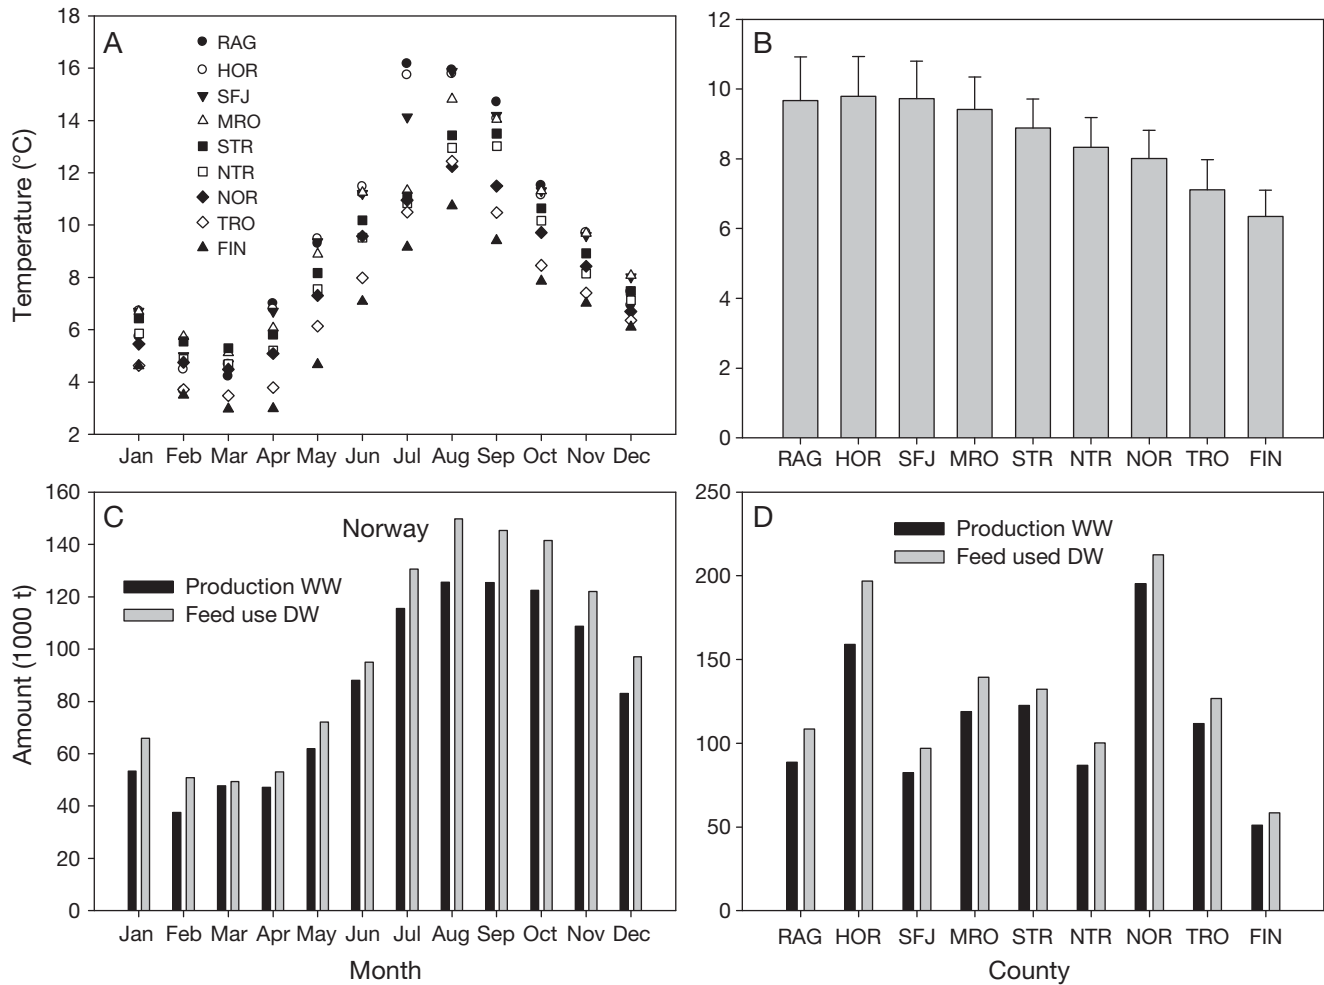 A
RAG
HOR
SFJ
MRO
STR
NTR
NOR
TRO
FIN
Temperature (°C)
18
16
14
12
10
8
6
4
2
Jan Feb Mar Apr May Jun Jul Aug Sep Oct Nov Dec
B
12
10
8
6
4
2
0
RAG HOR SFJ MRO STR NTR NOR TRO FIN
C
Norway
Production WW
Feed use DW
Amount (1000 t)
160
140
120
100
80
60
40
20
0
Jan Feb Mar Apr May Jun Jul Aug Sep Oct Nov Dec
Month
D
Production WW
Feed used DW
250
200
150
100
50
0
RAG HOR SFJ MRO STR NTR NOR TRO FIN
County